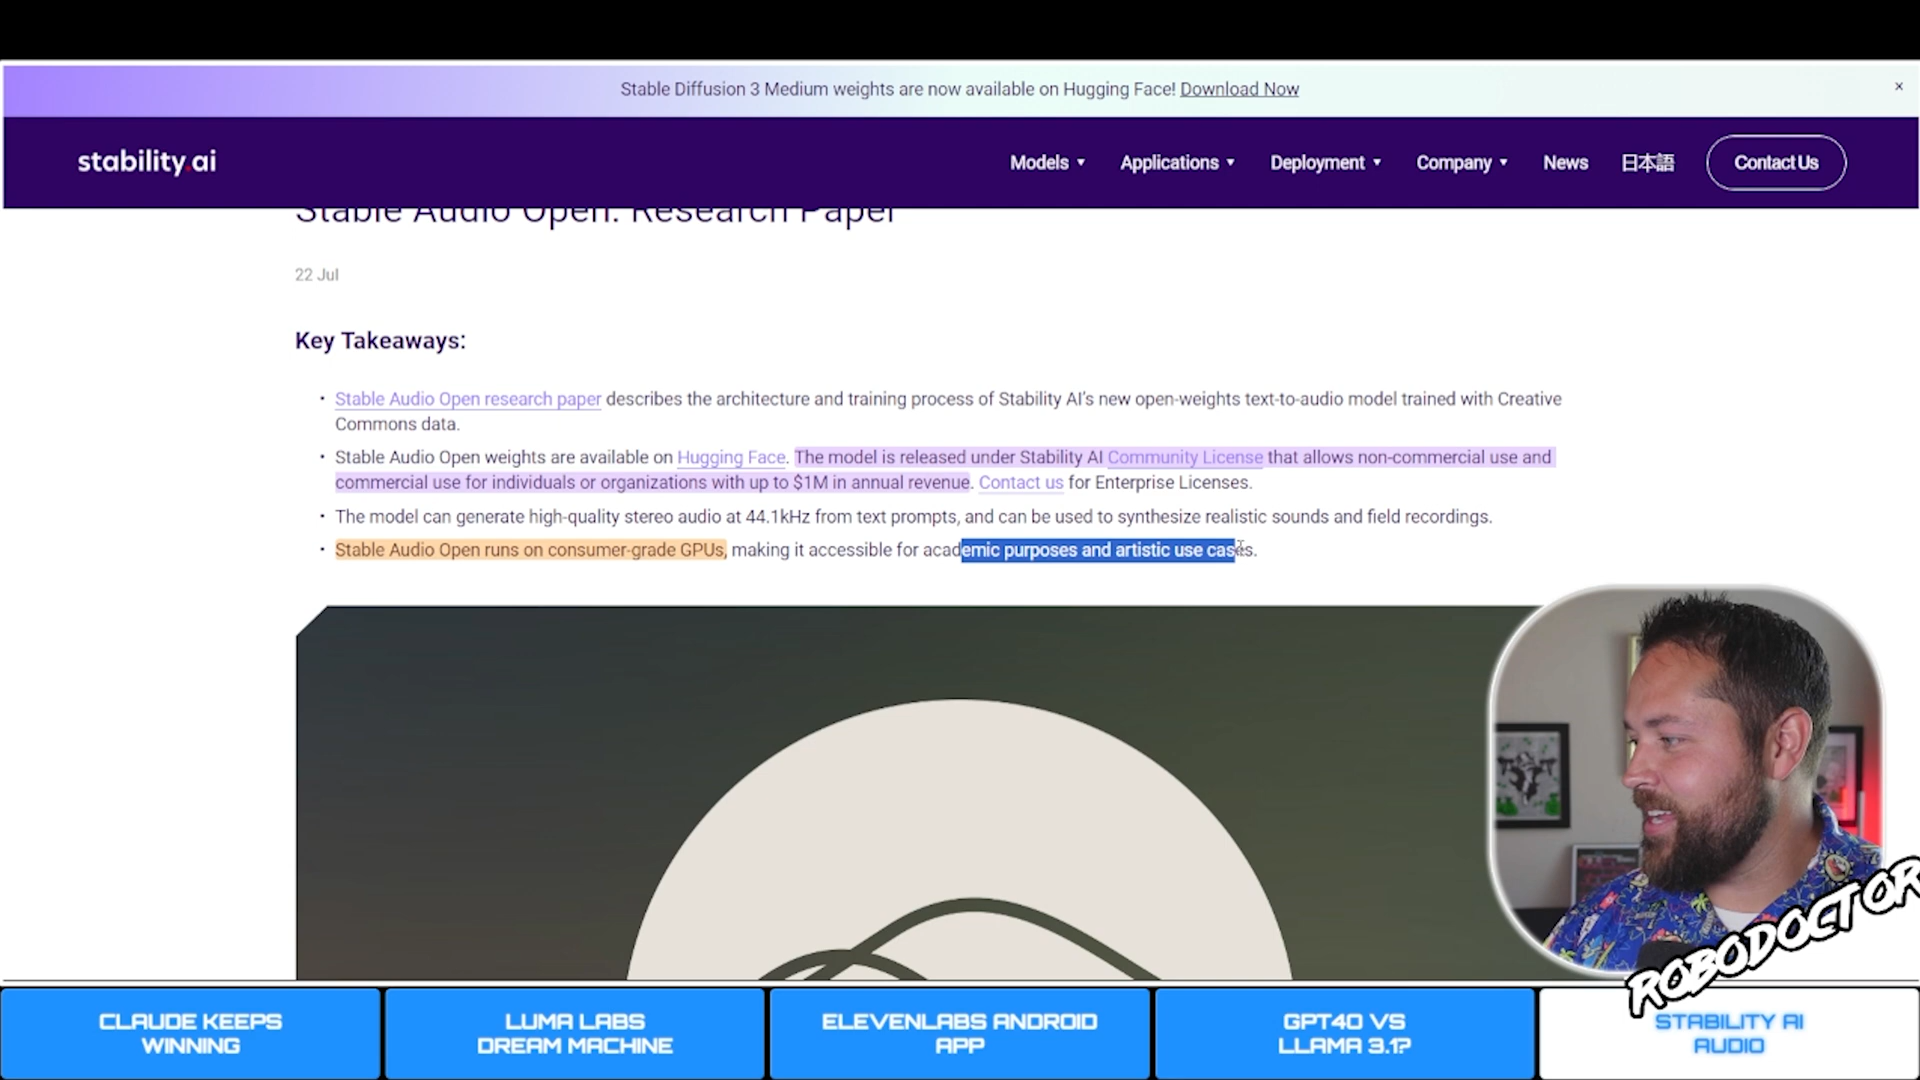 Stable Diffusion 3 Medium weights are now available on Hugging Face! Download Now
×
stability.ai
Models
Applications
Deployment
Company
News
日本語
Contact Us
Stable Audio Open: Research Paper
22 Jul
Key Takeaways:
• Stable Audio Open research paper describes the architecture and training process of Stability AI's new open-weights text-to-audio model trained with Creative
Commons data.
• Stable Audio Open weights are available on Hugging Face. The model is released under Stability AI Community License that allows non-commercial use and
commercial use for individuals or organizations with up to $1M in annual revenue. Contact us for Enterprise Licenses.
• The model can generate high-quality stereo audio at 44.1kHz from text prompts, and can be used to synthesize realistic sounds and field recordings.
• Stable Audio Open runs on consumer-grade GPUs, making it accessible for academic purposes and artistic use cases.
ROBODOCTOR
CLAUDE KEEPS
WINNING
LUMA LABS
DREAM MACHINE
ELEVENLABS ANDROID
APP
GPT4O VS
LLAMA 3.1?
STABILITY AI
AUDIO